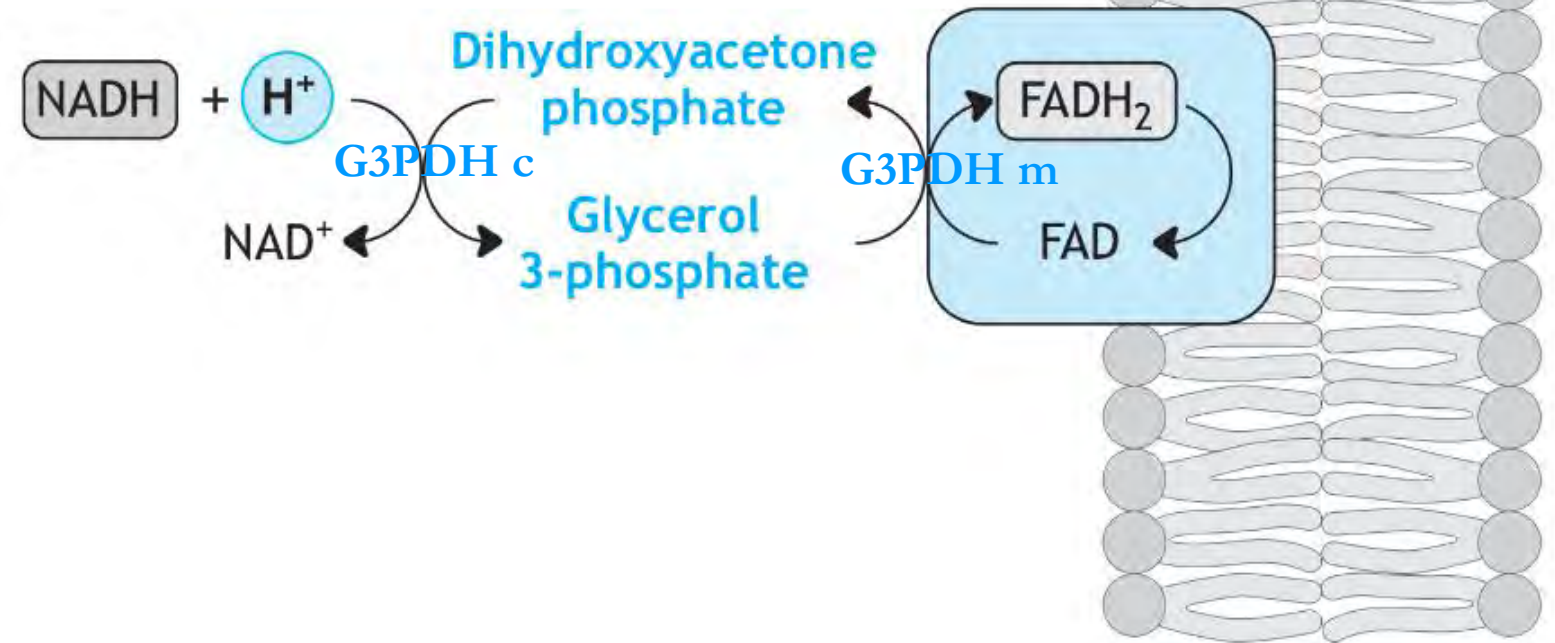 Dihydroxyacetone
phosphate
NADH + H⁺
FADH₂
G3PDH c
G3PDH m
NAD⁺
Glycerol
3-phosphate
FAD